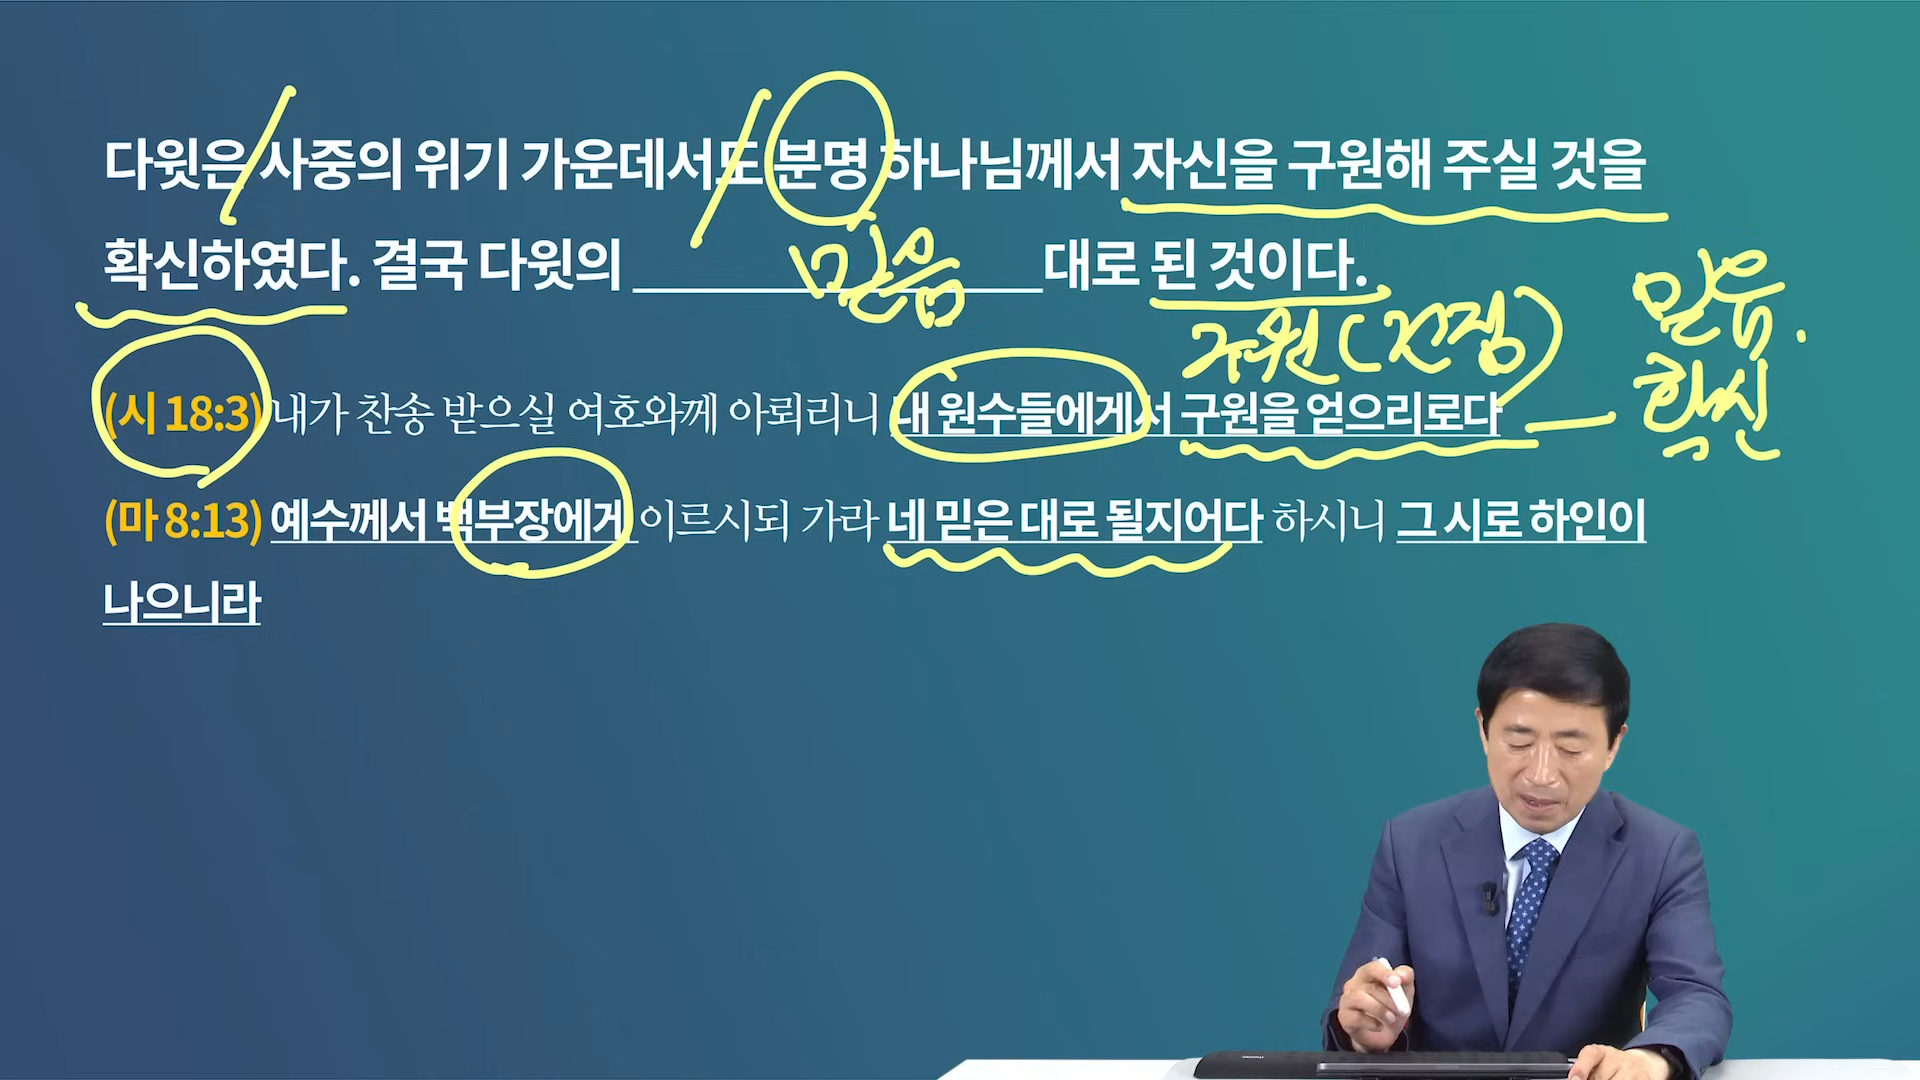 다윗은 사중의 위기 가운데서도 분명 하나님께서 자신을 구원해 주실 것을
확신하였다. 결국 다윗의 믿음 대로 된 것이다.
구원(전쟁) 믿음.
확신
(시 18:3) 내가 찬송 받으실 여호와께 아뢰리니 내 원수들에게서 구원을 얻으리로다
(마 8:13) 예수께서 백부장에게 이르시되 가라 네 믿은 대로 될지어다 하시니 그 시로 하인이
나으니라